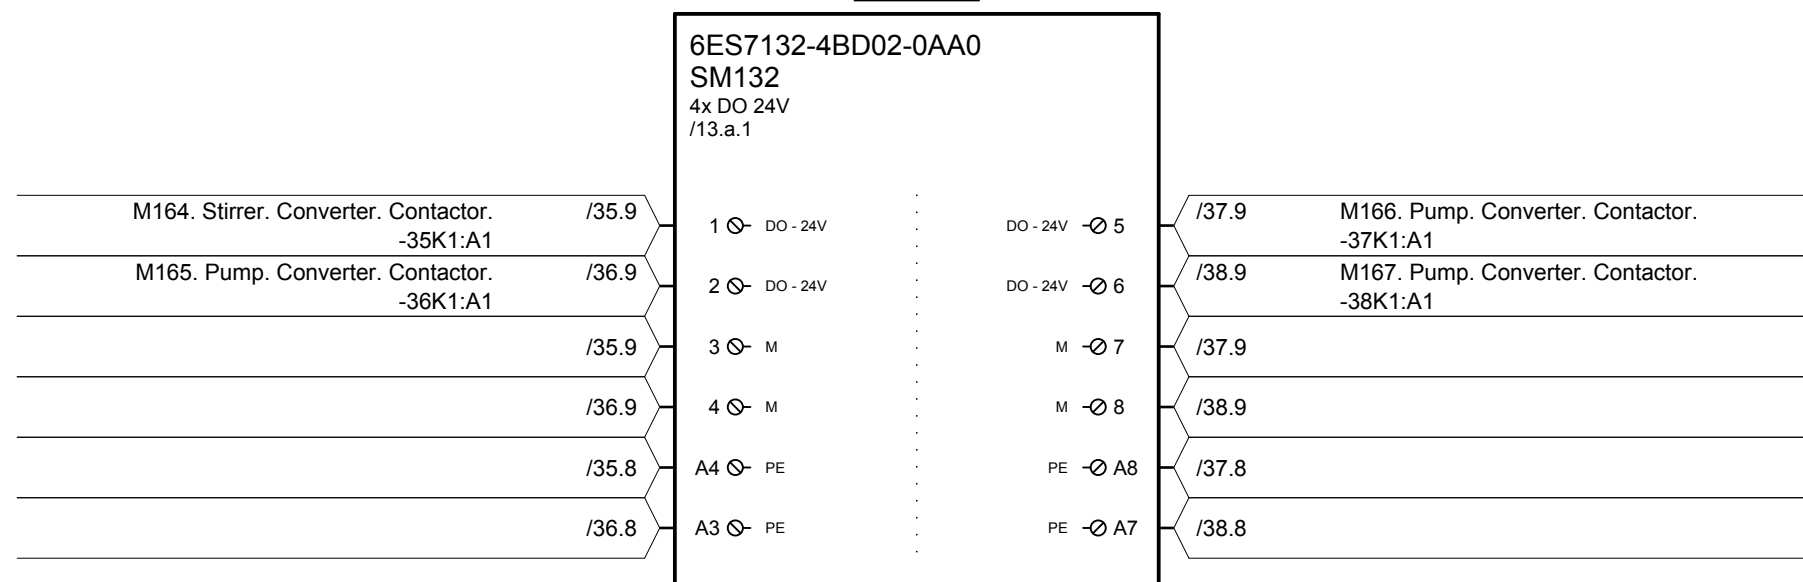 6ES7132-4BD02-0AA0
SM132
4x DO 24V
/13.a.1
M164. Stirrer. Converter. Contactor. /35.9 1 DO - 24V DO - 24V 5 /37.9 M166. Pump. Converter. Contactor.
-35K1:A1 -37K1:A1
M165. Pump. Converter. Contactor. /36.9 2 DO - 24V DO - 24V 6 /38.9 M167. Pump. Converter. Contactor.
-36K1:A1 -38K1:A1
/35.9 3 M M 7 /37.9
/36.9 4 M M 8 /38.9
/35.8 A4 PE PE A8 /37.8
/36.8 A3 PE PE A7 /38.8